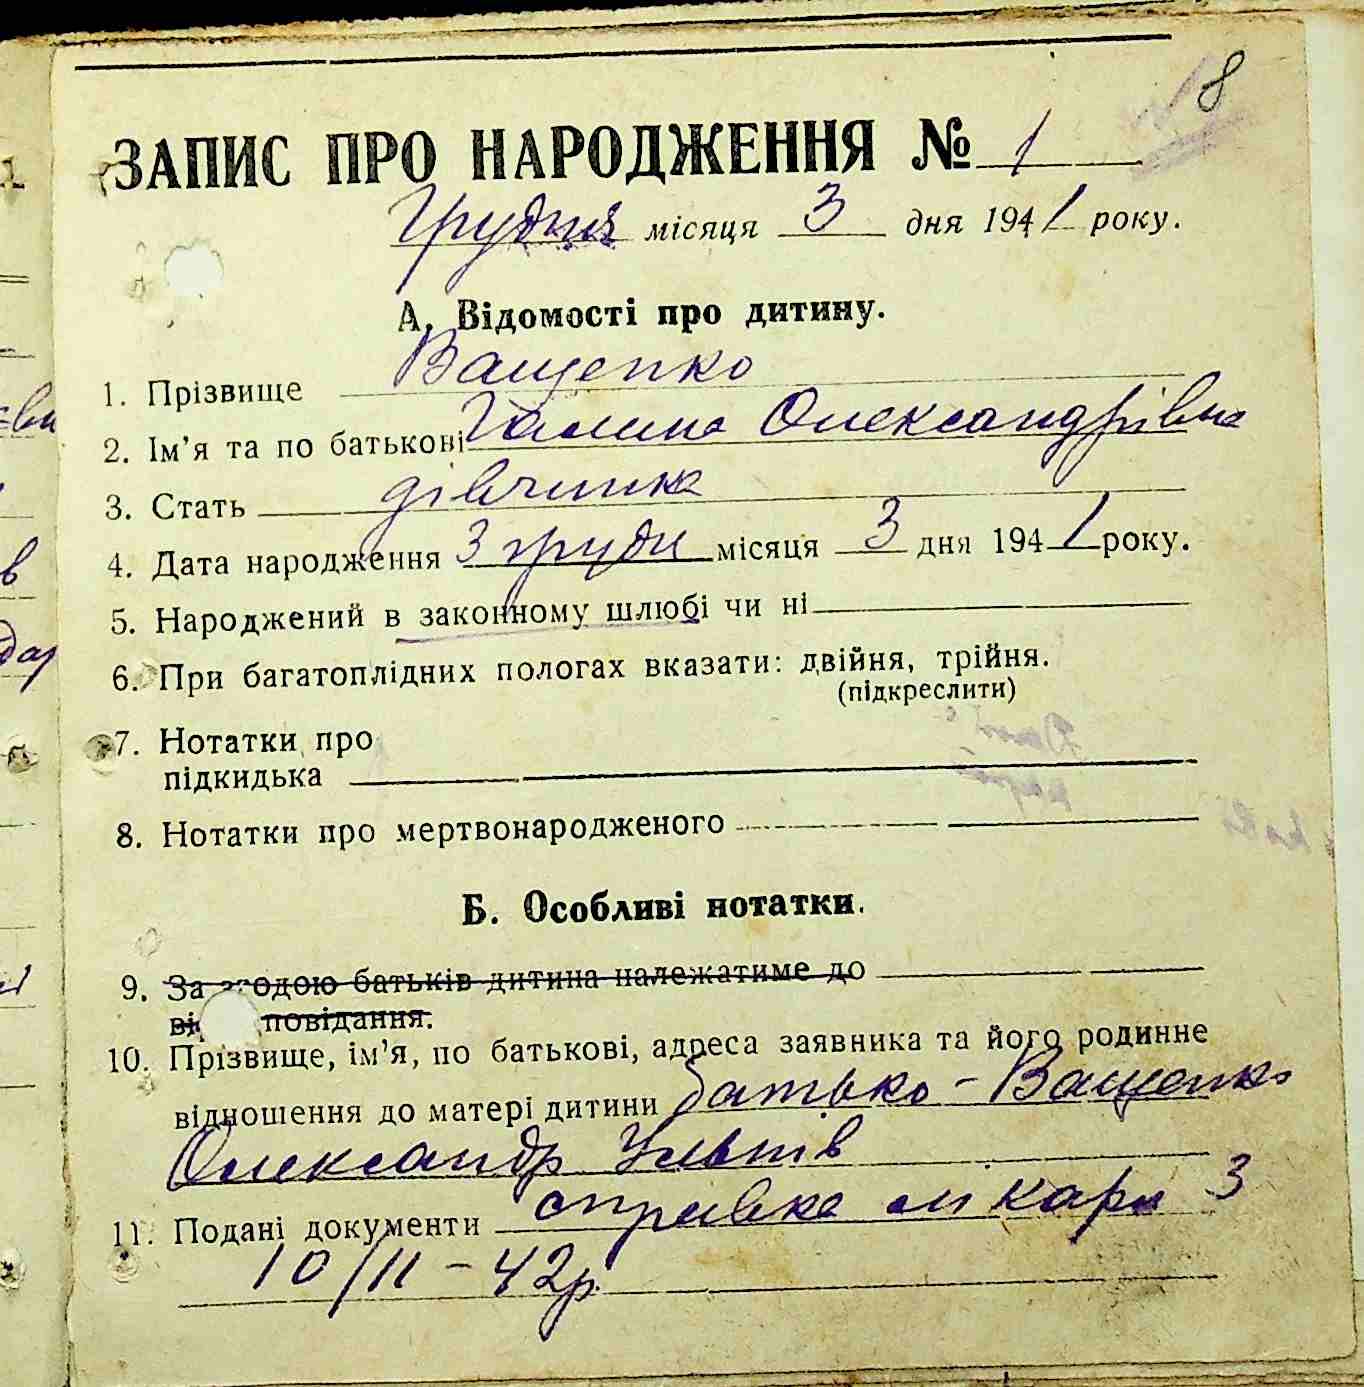 8
ЗАПИС ПРО НАРОДЖЕННЯ № 1
Грудня місяця 3 дня 1941 року.
А. Відомості про дитину.
1. Прізвище Ващенко
2. Ім'я та по батькові Галина Олександрівна
3. Стать дівчинка
4. Дата народження 3 грудн місяця 3 дня 1941 року.
5. Народжений в законному шлюбі чи ні
6. При багатоплідних пологах вказати: двійня, трійня.
(підкреслити)
7. Нотатки про
підкидька
8. Нотатки про мертвонародженого
Б. Особливі нотатки.
9. За згодою батьків дитина належатиме до
ві повідання.
10. Прізвище, ім'я, по батькові, адреса заявника та його родинне
відношення до матері дитини батько - Ващенко
Олександр
11. Подані документи справка лікаря З
10/II - 42р.